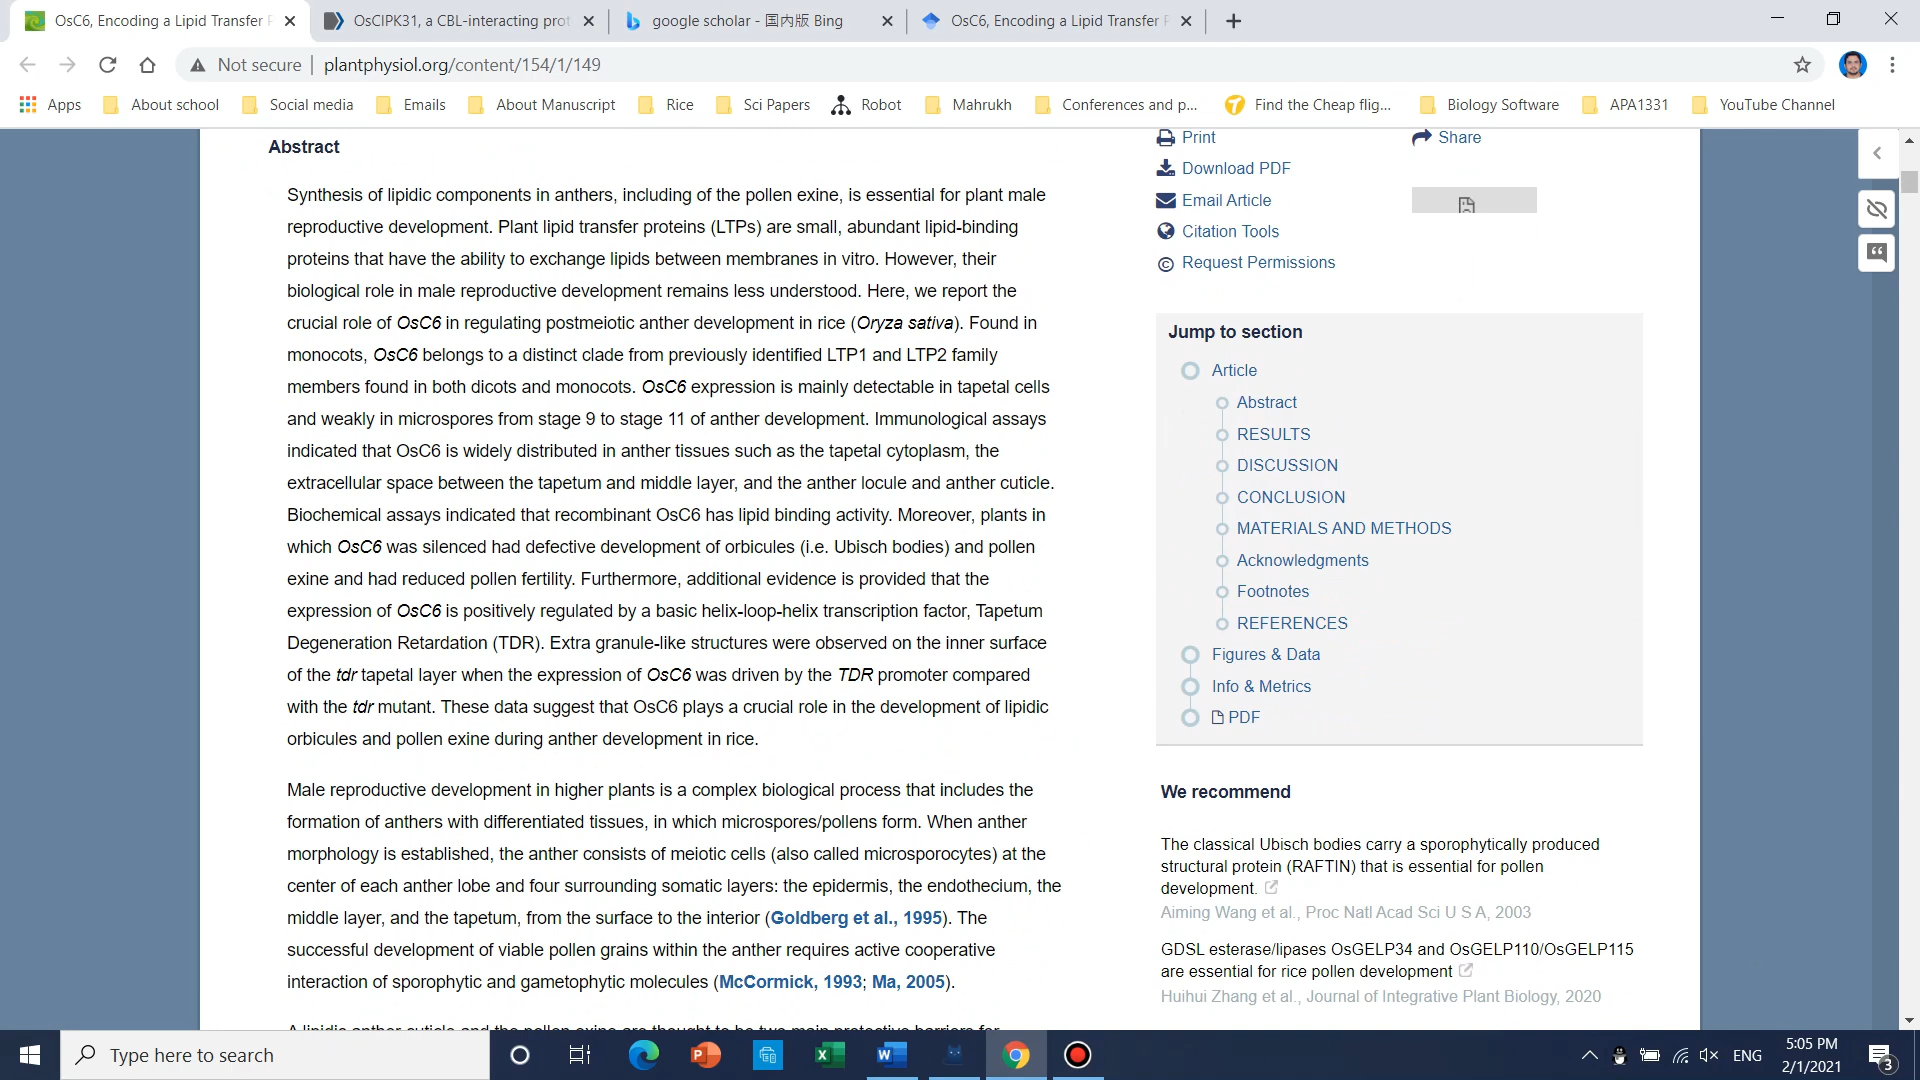 OsC6, Encoding a Lipid Transfer P
OsCIPK31, a CBL-interacting prot
google scholar - 国内版 Bing
OsC6, Encoding a Lipid Transfer P
Not secure
plantphysiol.org/content/154/1/149
Apps
About school
Social media
Emails
About Manuscript
Rice
Sci Papers
Robot
Mahrukh
Conferences and p...
Find the Cheap flig...
Biology Software
APA1331
YouTube Channel
Abstract
Synthesis of lipidic components in anthers, including of the pollen exine, is essential for plant male
reproductive development. Plant lipid transfer proteins (LTPs) are small, abundant lipid-binding
proteins that have the ability to exchange lipids between membranes in vitro. However, their
biological role in male reproductive development remains less understood. Here, we report the
crucial role of OsC6 in regulating postmeiotic anther development in rice (Oryza sativa). Found in
monocots, OsC6 belongs to a distinct clade from previously identified LTP1 and LTP2 family
members found in both dicots and monocots. OsC6 expression is mainly detectable in tapetal cells
and weakly in microspores from stage 9 to stage 11 of anther development. Immunological assays
indicated that OsC6 is widely distributed in anther tissues such as the tapetal cytoplasm, the
extracellular space between the tapetum and middle layer, and the anther locule and anther cuticle.
Biochemical assays indicated that recombinant OsC6 has lipid binding activity. Moreover, plants in
which OsC6 was silenced had defective development of orbicules (i.e. Ubisch bodies) and pollen
exine and had reduced pollen fertility. Furthermore, additional evidence is provided that the
expression of OsC6 is positively regulated by a basic helix-loop-helix transcription factor, Tapetum
Degeneration Retardation (TDR). Extra granule-like structures were observed on the inner surface
of the tdr tapetal layer when the expression of OsC6 was driven by the TDR promoter compared
with the tdr mutant. These data suggest that OsC6 plays a crucial role in the development of lipidic
orbicules and pollen exine during anther development in rice.
Male reproductive development in higher plants is a complex biological process that includes the
formation of anthers with differentiated tissues, in which microspores/pollens form. When anther
morphology is established, the anther consists of meiotic cells (also called microsporocytes) at the
center of each anther lobe and four surrounding somatic layers: the epidermis, the endothecium, the
middle layer, and the tapetum, from the surface to the interior (Goldberg et al., 1995). The
successful development of viable pollen grains within the anther requires active cooperative
interaction of sporophytic and gametophytic molecules (McCormick, 1993; Ma, 2005).
A lipidic anther cuticle and the pollen exine are thought to be two main protective barriers for
Print
Share
Download PDF
Email Article
Citation Tools
Request Permissions
Jump to section
Article
Abstract
RESULTS
DISCUSSION
CONCLUSION
MATERIALS AND METHODS
Acknowledgments
Footnotes
REFERENCES
Figures & Data
Info & Metrics
PDF
We recommend
The classical Ubisch bodies carry a sporophytically produced
structural protein (RAFTIN) that is essential for pollen
development.
Aiming Wang et al., Proc Natl Acad Sci U S A, 2003
GDSL esterase/lipases OsGELP34 and OsGELP110/OsGELP115
are essential for rice pollen development
Huihui Zhang et al., Journal of Integrative Plant Biology, 2020
Type here to search
ENG
5:05 PM
2/1/2021
3